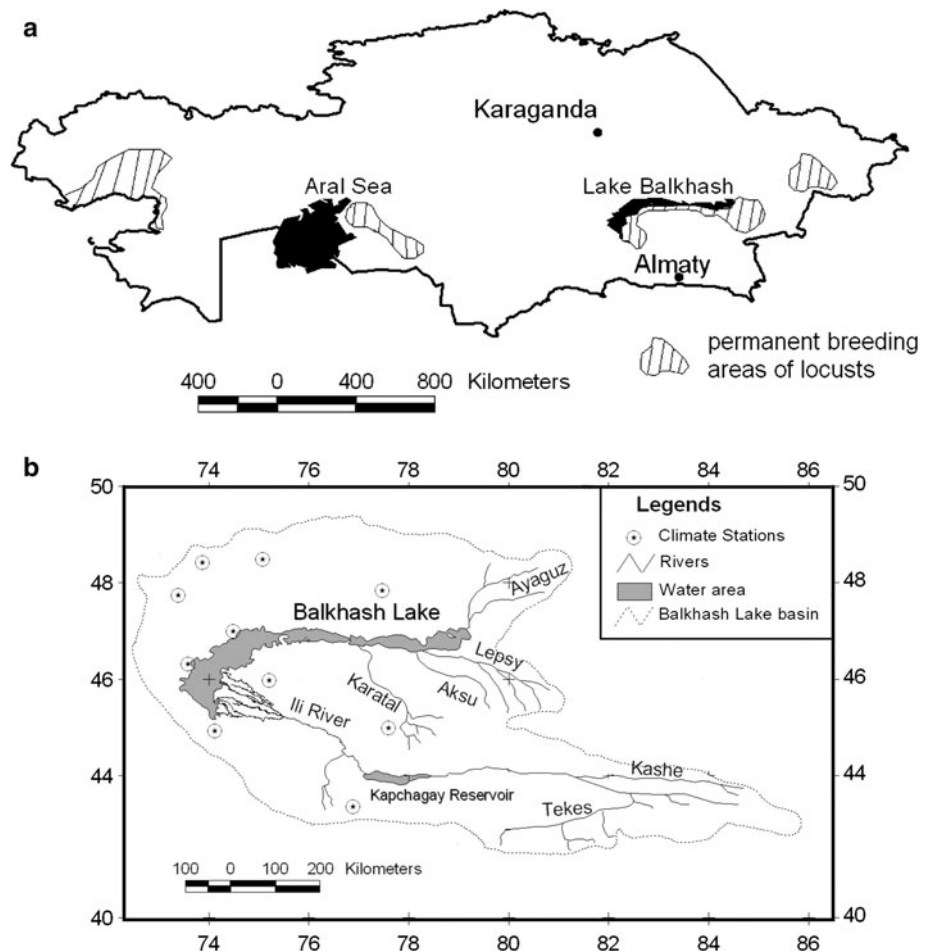 a
Karaganda
Aral Sea
Lake Balkhash
Almaty
permanent breeding
areas of locusts
400 0 400 800 Kilometers
b
74 76 78 80 82 84 86
50 50
Legends
Climate Stations
Rivers
Water area
Balkhash Lake basin
48 48
Ayaguz
Balkhash Lake
Lepsy
46 46
Karatal
Aksu
Ili River
Kashe
44 44
Kapchagay Reservoir
Tekes
42 42
100 0 100 200 Kilometers
40 40
74 76 78 80 82 84 86